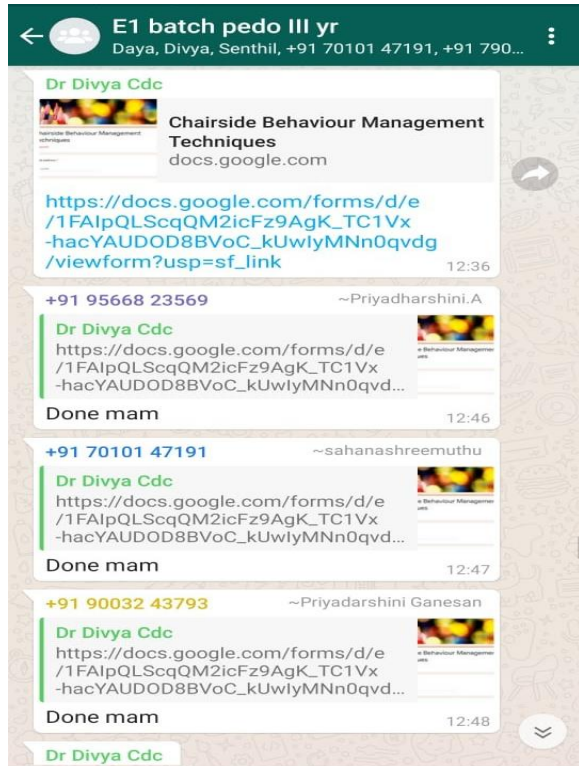 E1 batch pedo III yr
Daya, Divya, Senthil, +91 70101 47191, +91 790...
Dr Divya Cdc
Chairside Behaviour Management
Techniques
docs.google.com
https://docs.google.com/forms/d/e
/1FAIpQLScqQM2icFz9AgK_TC1Vx
-hacYAUDOD8BVoC_kUwIyMNn0qvdg
/viewform?usp=sf_link
12:36
+91 95668 23569 ~Priyadharshini.A
Dr Divya Cdc
https://docs.google.com/forms/d/e
/1FAIpQLScqQM2icFz9AgK_TC1Vx
-hacYAUDOD8BVoC_kUwIyMNn0qvd...
Done mam
12:46
+91 70101 47191 ~sahanashreemuthu
Dr Divya Cdc
https://docs.google.com/forms/d/e
/1FAIpQLScqQM2icFz9AgK_TC1Vx
-hacYAUDOD8BVoC_kUwIyMNn0qvd...
Done mam
12:47
+91 90032 43793 ~Priyadarshini Ganesan
Dr Divya Cdc
https://docs.google.com/forms/d/e
/1FAIpQLScqQM2icFz9AgK_TC1Vx
-hacYAUDOD8BVoC_kUwIyMNn0qvd...
Done mam
12:48
Dr Divya Cdc